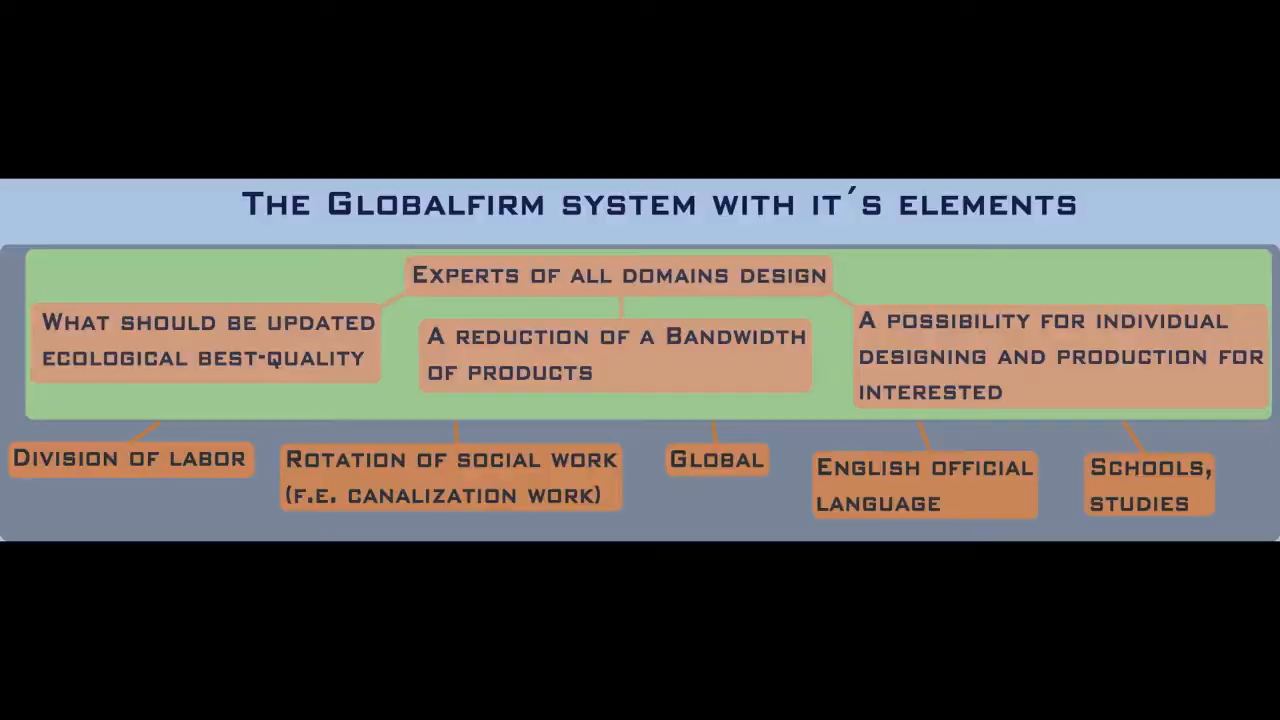 The Globalfirm system with it´s elements
Experts of all domains design
What should be updated
ecological best-quality
A reduction of a Bandwidth
of products
A possibility for individual
designing and production for
interested
Division of labor
Rotation of social work
(f.e. canalization work)
Global
English official
language
Schools,
studies